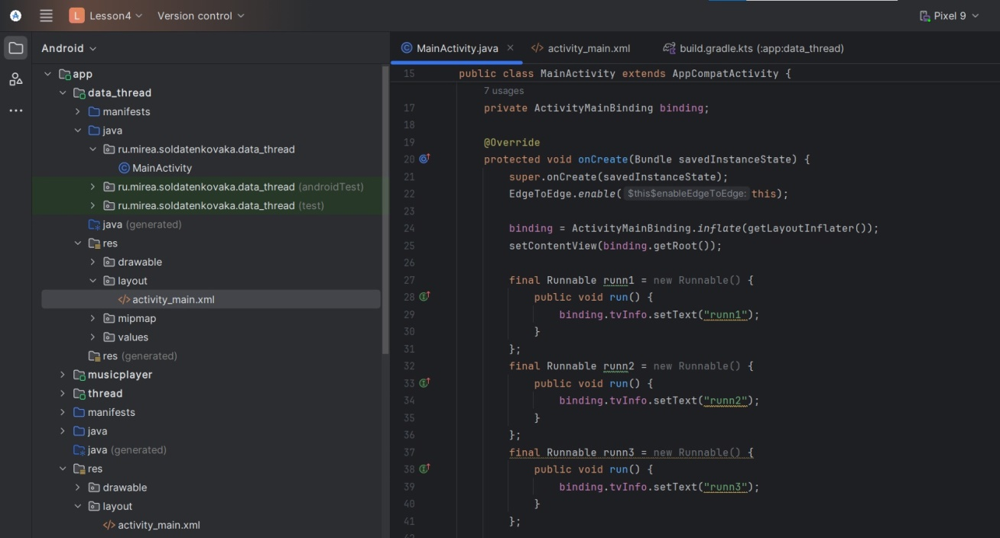 L Lesson4 Version control Pixel 9
Android
app
data_thread
manifests
java
ru.mirea.soldatenkovaka.data_thread
MainActivity
ru.mirea.soldatenkovaka.data_thread (androidTest)
ru.mirea.soldatenkovaka.data_thread (test)
java (generated)
res
drawable
layout
activity_main.xml
mipmap
values
res (generated)
musicplayer
thread
manifests
java
java (generated)
res
drawable
layout
activity_main.xml
MainActivity.java activity_main.xml build.gradle.kts (:app:data_thread)
15 public class MainActivity extends AppCompatActivity {
7 usages
17 private ActivityMainBinding binding;
18
19 @Override
20 protected void onCreate(Bundle savedInstanceState) {
21 super.onCreate(savedInstanceState);
22 EdgeToEdge.enable( $this$enableEdgeToEdge: this);
23
24 binding = ActivityMainBinding.inflate(getLayoutInflater());
25 setContentView(binding.getRoot());
26
27 final Runnable runn1 = new Runnable() {
28 public void run() {
29 binding.tvInfo.setText("runn1");
30 }
31 };
32 final Runnable runn2 = new Runnable() {
33 public void run() {
34 binding.tvInfo.setText("runn2");
35 }
36 };
37 final Runnable runn3 = new Runnable() {
38 public void run() {
39 binding.tvInfo.setText("runn3");
40 }
41 };